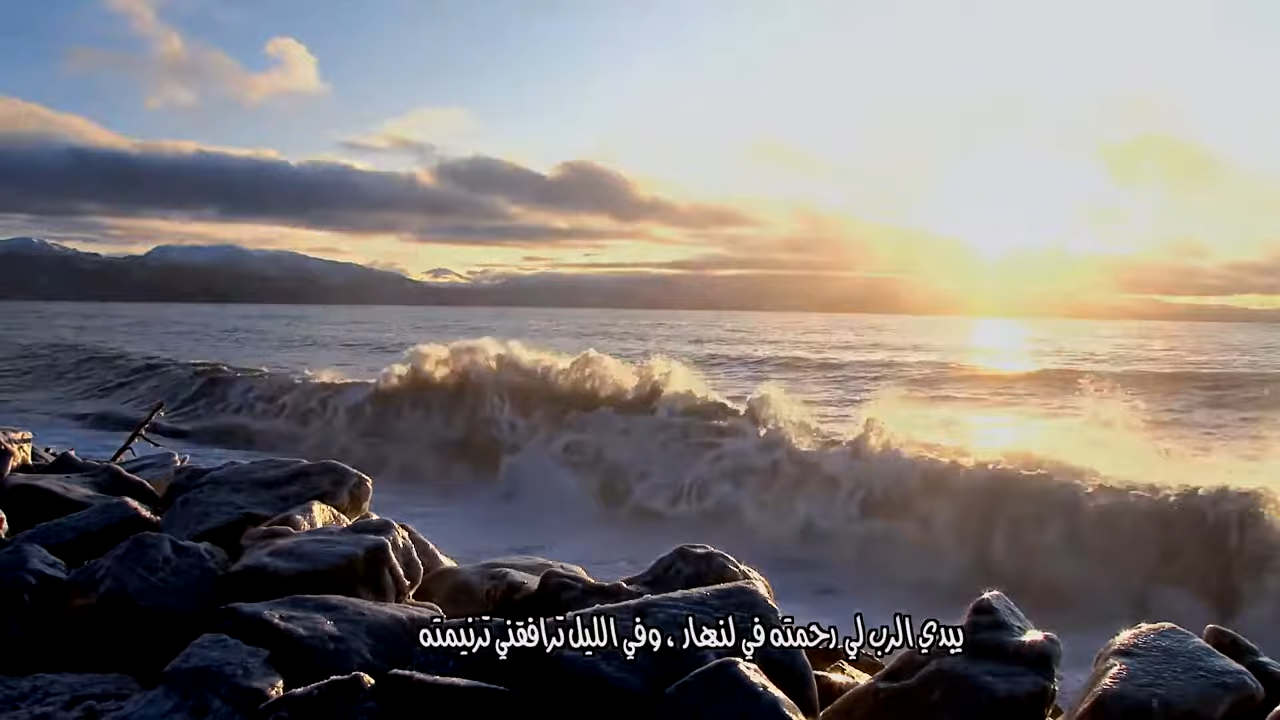 يبدي الرب لي رحمته في لنهار ، وفي الليل ترافقني ترنيمته